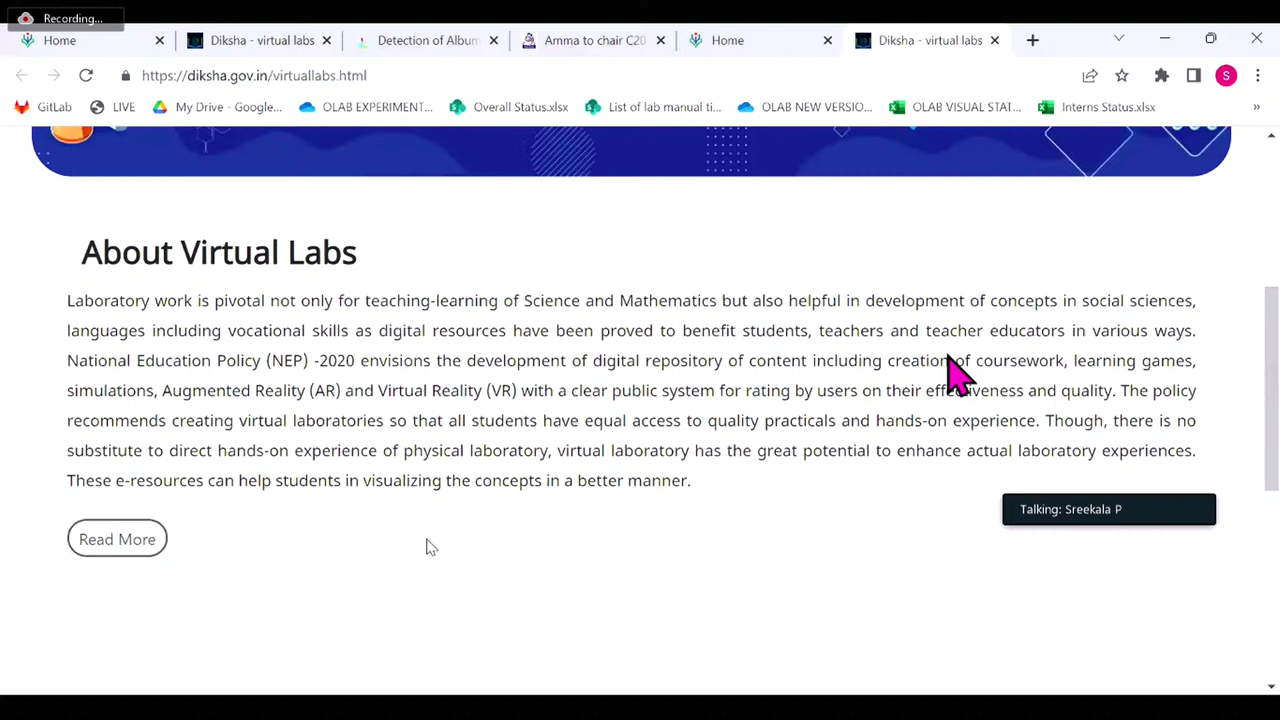 Recording...
Home
Diksha - virtual labs
Detection of Album
Amma to chair C20
Home
Diksha - virtual labs
https://diksha.gov.in/virtuallabs.html
S
GitLab
LIVE
My Drive - Google...
OLAB EXPERIMENT...
Overall Status.xlsx
List of lab manual ti...
OLAB NEW VERSIO...
OLAB VISUAL STAT...
Interns Status.xlsx
»
About Virtual Labs
Laboratory work is pivotal not only for teaching-learning of Science and Mathematics but also helpful in development of concepts in social sciences,
languages including vocational skills as digital resources have been proved to benefit students, teachers and teacher educators in various ways.
National Education Policy (NEP) -2020 envisions the development of digital repository of content including creation of coursework, learning games,
simulations, Augmented Reality (AR) and Virtual Reality (VR) with a clear public system for rating by users on their effectiveness and quality. The policy
recommends creating virtual laboratories so that all students have equal access to quality practicals and hands-on experience. Though, there is no
substitute to direct hands-on experience of physical laboratory, virtual laboratory has the great potential to enhance actual laboratory experiences.
These e-resources can help students in visualizing the concepts in a better manner.
Talking: Sreekala P
Read More